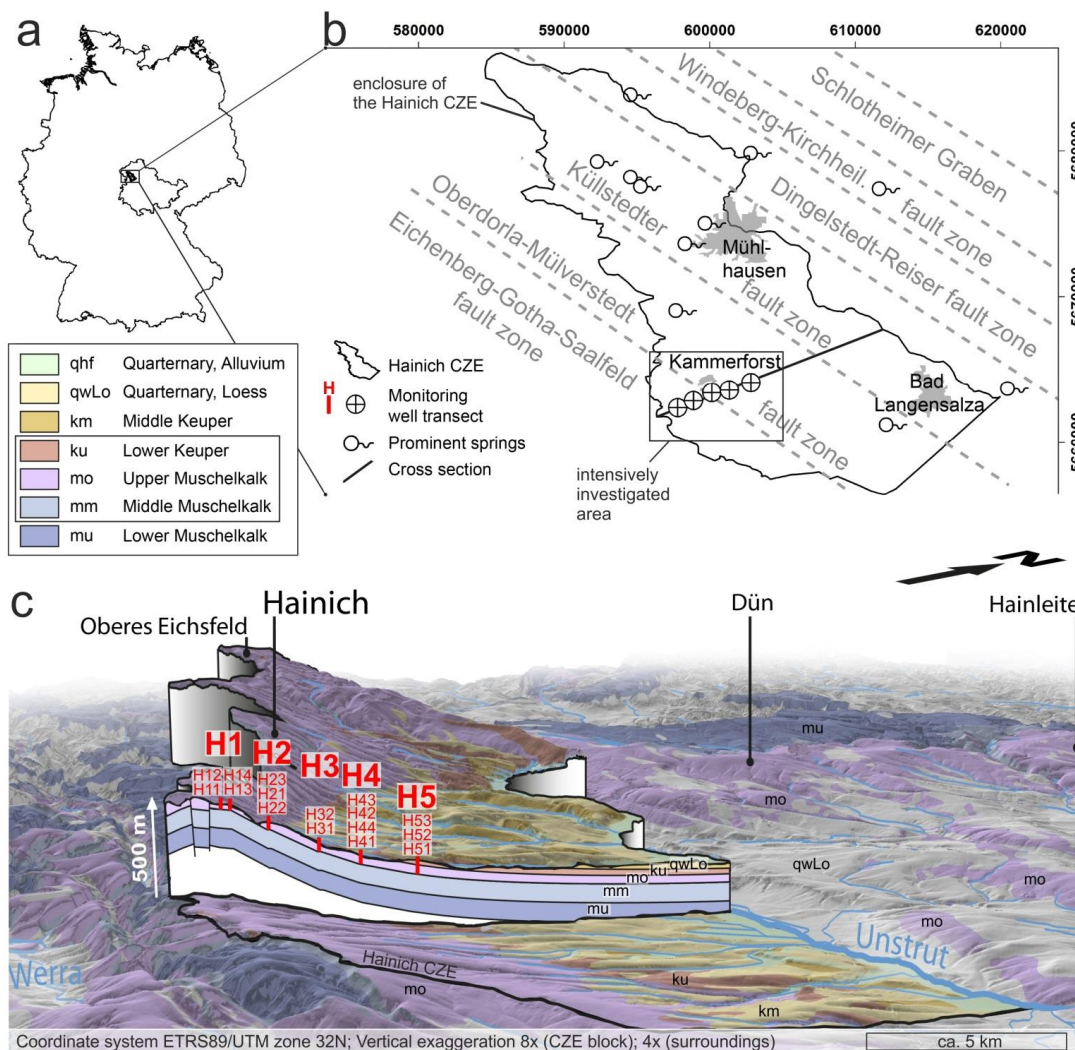 a
b
580000
590000
600000
610000
620000
5680000
5670000
5660000
enclosure of
the Hainich CZE
Schlotheimer Graben
Windeberg-Kirchheil. fault zone
Dingelstedt-Reiser fault zone
Küllstedter fault zone
Oberdorla-Mülverstedt fault zone
Eichenberg-Gotha-Saalfeld
fault zone
Mühl-
hausen
Kammerforst
Bad
Langensalza
intensively
investigated
area
qhf Quarternary, Alluvium
qwLo Quarternary, Loess
km Middle Keuper
ku Lower Keuper
mo Upper Muschelkalk
mm Middle Muschelkalk
mu Lower Muschelkalk
Hainich CZE
H
Monitoring
well transect
Prominent springs
Cross section
c
Hainich
Oberes Eichsfeld
Dün
Hainleite
N
H1
H2
H3
H4
H5
H12 H14
H11 H13
H23
H21
H22
H32
H31
H43
H42
H44
H41
H53
H52
H51
500 m
qwLo
ku
mo
mm
mu
mu
mo
qwLo
mo
mo
Werra
Unstrut
Hainich CZE
mo
ku
km
Coordinate system ETRS89/UTM zone 32N; Vertical exaggeration 8x (CZE block); 4x (surroundings)
ca. 5 km